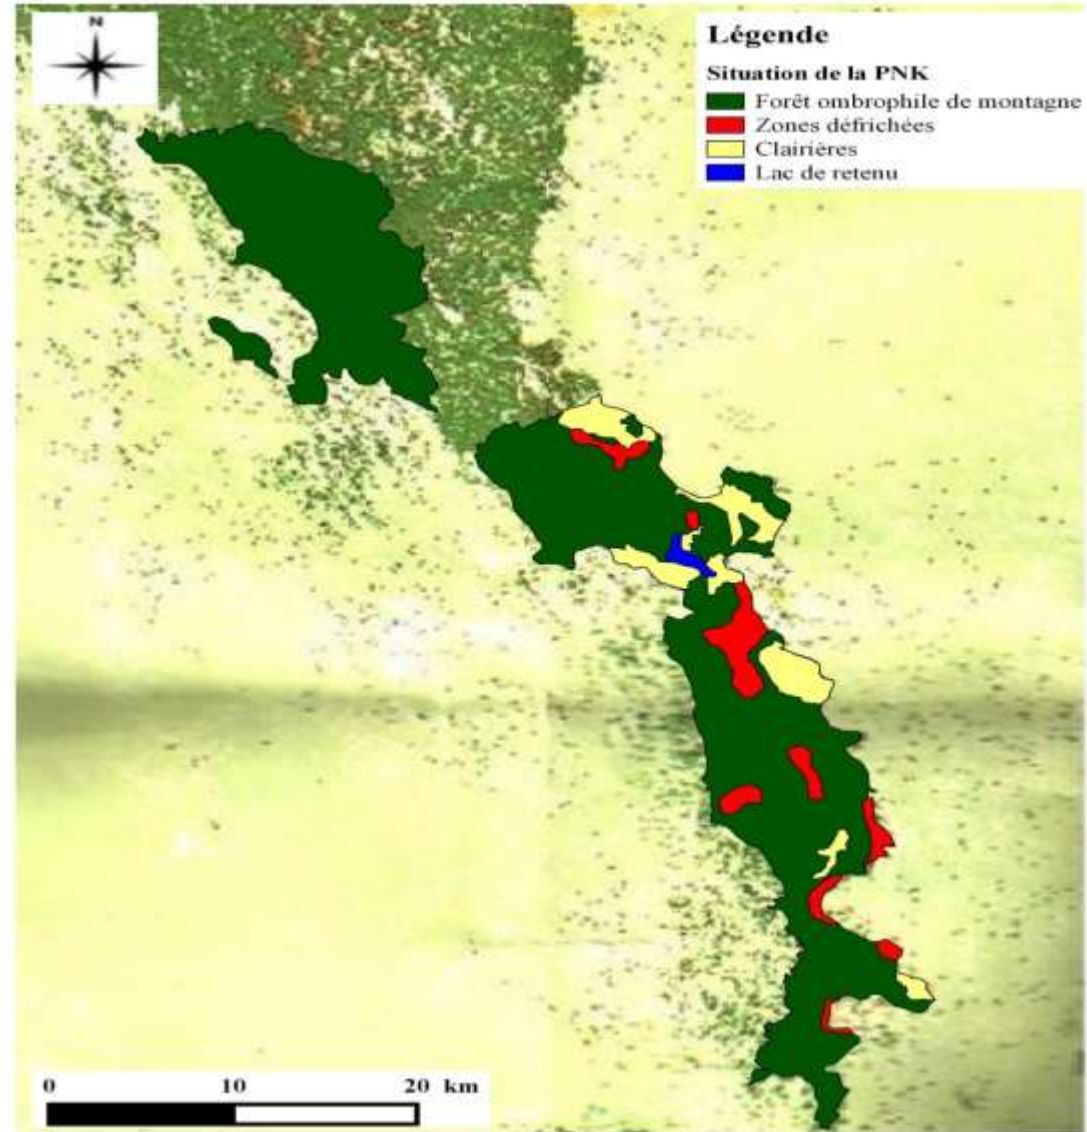 N
Légende
Situation de la PNK
Forêt ombrophile de montagne
Zones défrichées
Clairières
Lac de retenu
0 10 20 km